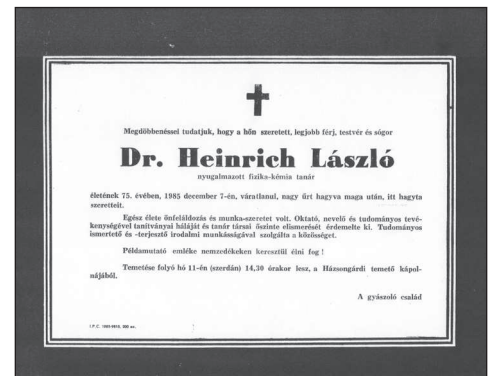 Megdöbbenéssel tudatjuk, hogy a hőn szeretett, legjobb férj, testvér és sógor
Dr. Heinrich László
nyugalmazott fizika-kémia tanár
életének 75. évében, 1985 december 7-én, váratlanul, nagy űrt hagyva maga után, itt hagyta
szeretteit.
Egész élete önfeláldozás és munka-szeretet volt. Oktató, nevelő és tudományos tevé-
kenységével tanítványai háláját és tanár társai őszinte elismerését érdemelte ki. Tudományos
ismertető és -terjesztő irodalmi munkásságával szolgálta a közösséget.
Példamutató emléke nemzedékeken keresztül élni fog !
Temetése folyó hó 11-én (szerdán) 14,30 órakor lesz, a Házsongárdi temető kápol-
nájából.
A gyászoló család